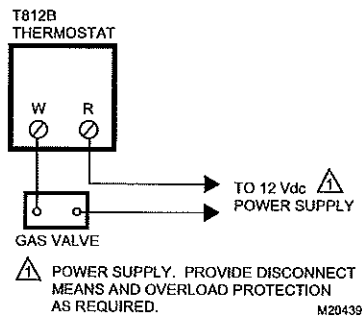 T812B
THERMOSTAT
W R
TO 12 Vdc 1
POWER SUPPLY
GAS VALVE
1 POWER SUPPLY. PROVIDE DISCONNECT
MEANS AND OVERLOAD PROTECTION
AS REQUIRED.
M20439